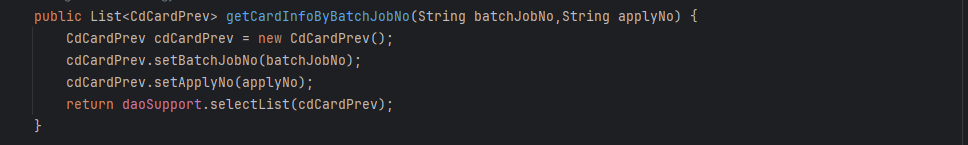 public List<CdCardPrev> getCardInfoByBatchJobNo(String batchJobNo,String applyNo) {
    CdCardPrev cdCardPrev = new CdCardPrev();
    cdCardPrev.setBatchJobNo(batchJobNo);
    cdCardPrev.setApplyNo(applyNo);
    return daoSupport.selectList(cdCardPrev);
}